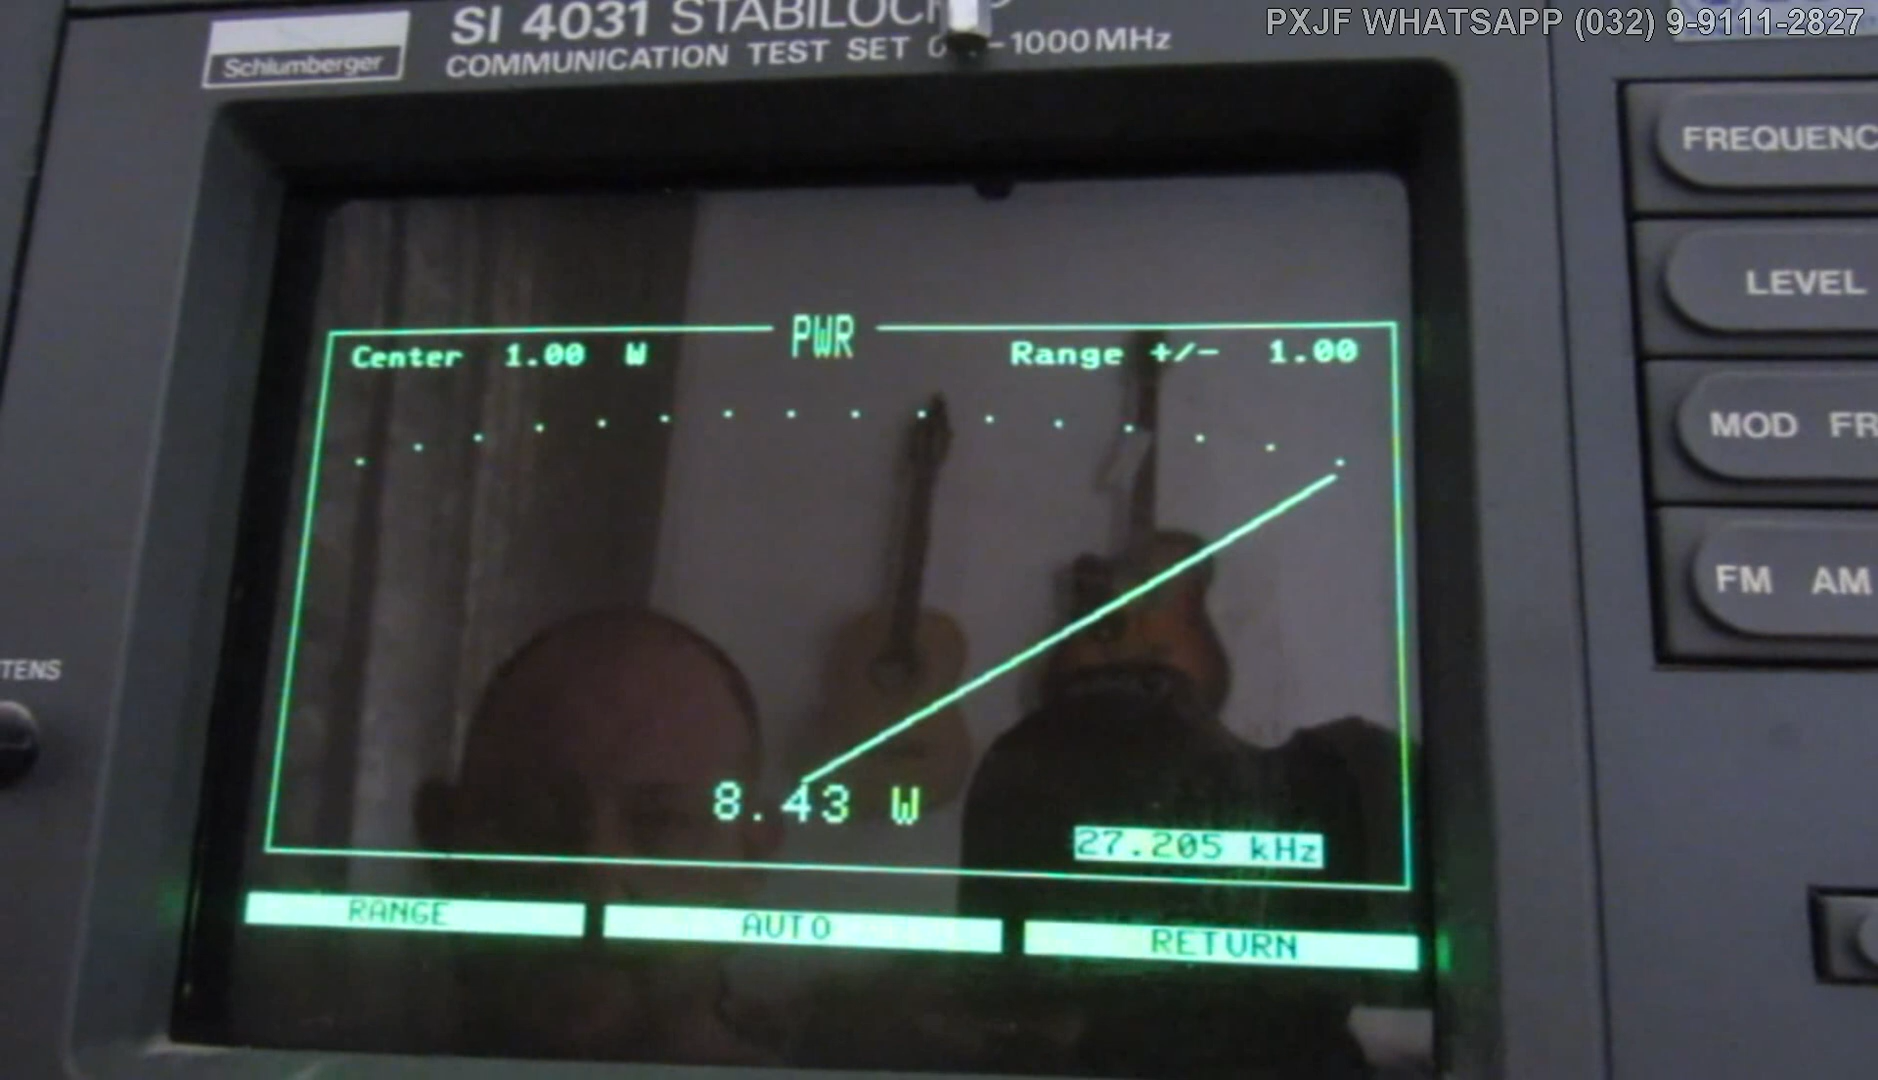 PXJF WHATSAPP (032) 9-9111-2827
SI 4031 STABILOCK
Schlumberger
COMMUNICATION TEST SET -1000MHz
FREQUENC
LEVEL
MOD FR
FM AM
TENS
PWR
Center 1.00 W
Range +/- 1.00
8.43 W
27.205 kHz
RANGE
AUTO
RETURN